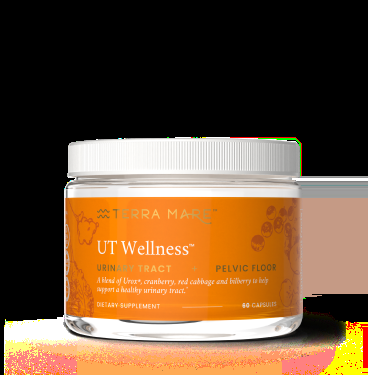 TERRA MARE™
UT Wellness™
URINARY TRACT + PELVIC FLOOR
A blend of Urox®, cranberry, red cabbage and bilberry to help
support a healthy urinary tract.*
DIETARY SUPPLEMENT
60 CAPSULES